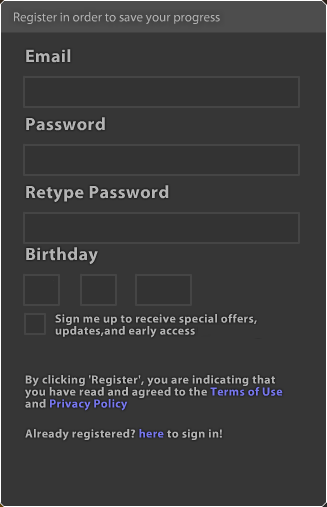 Register in order to save your progress
Email
Password
Retype Password
Birthday
Sign me up to receive special offers,
updates,and early access
By clicking 'Register', you are indicating that
you have read and agreed to the Terms of Use
and Privacy Policy
Already registered? here to sign in!